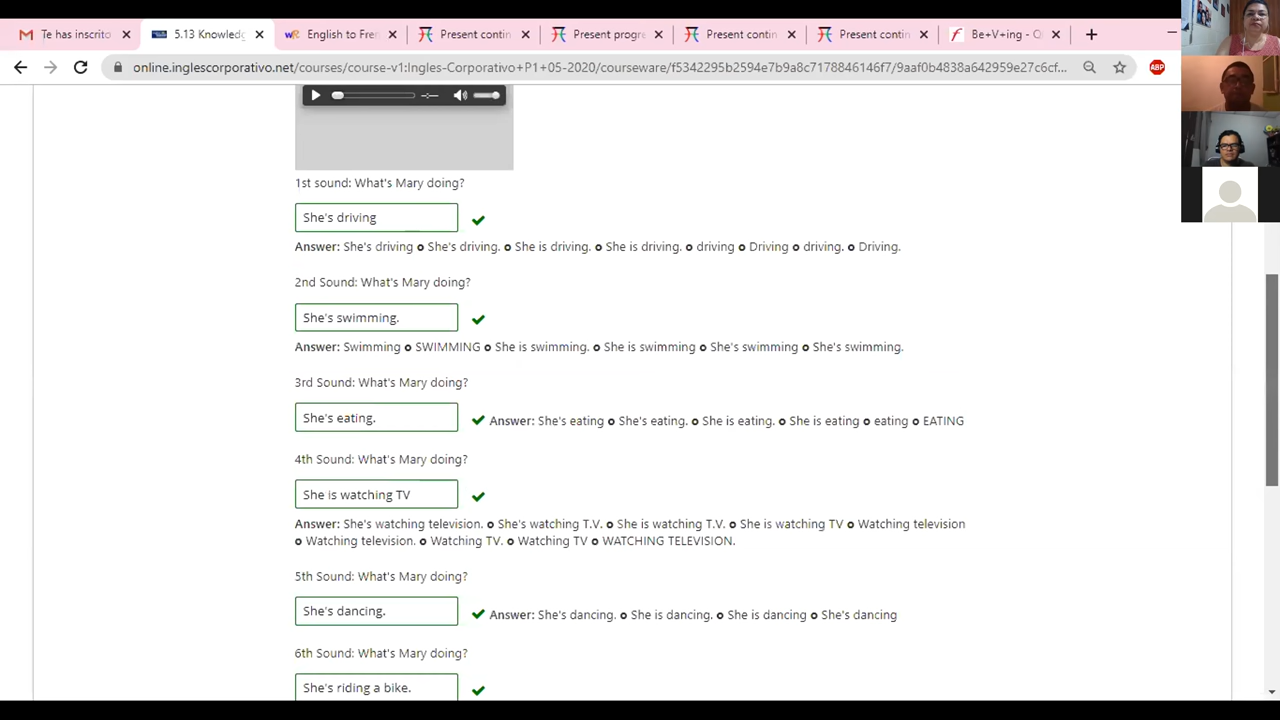 Te has inscrito
5.13 Knowledg
English to Fren
Present contin
Present progra
Present contin
Present contin
Be+V+ing - Q
online.inglescorporativo.net/courses/course-v1:Ingles-Corporativo+P1+05-2020/courseware/f5342295b2594e7b9a8c7178846146f7/9aaf0b4838a642959e27c6cf...
ABP
1st sound: What's Mary doing?
She's driving
Answer: She's driving o She's driving. o She is driving. o She is driving. o driving o Driving o driving. o Driving.
2nd Sound: What's Mary doing?
She's swimming.
Answer: Swimming o SWIMMING o She is swimming. o She is swimming o She's swimming o She's swimming.
3rd Sound: What's Mary doing?
She's eating.
Answer: She's eating o She's eating. o She is eating. o She is eating o eating o EATING
4th Sound: What's Mary doing?
She is watching TV
Answer: She's watching television. o She's watching T.V. o She is watching T.V. o She is watching TV o Watching television
o Watching television. o Watching TV. o Watching TV o WATCHING TELEVISION.
5th Sound: What's Mary doing?
She's dancing.
Answer: She's dancing. o She is dancing. o She is dancing o She's dancing
6th Sound: What's Mary doing?
She's riding a bike.